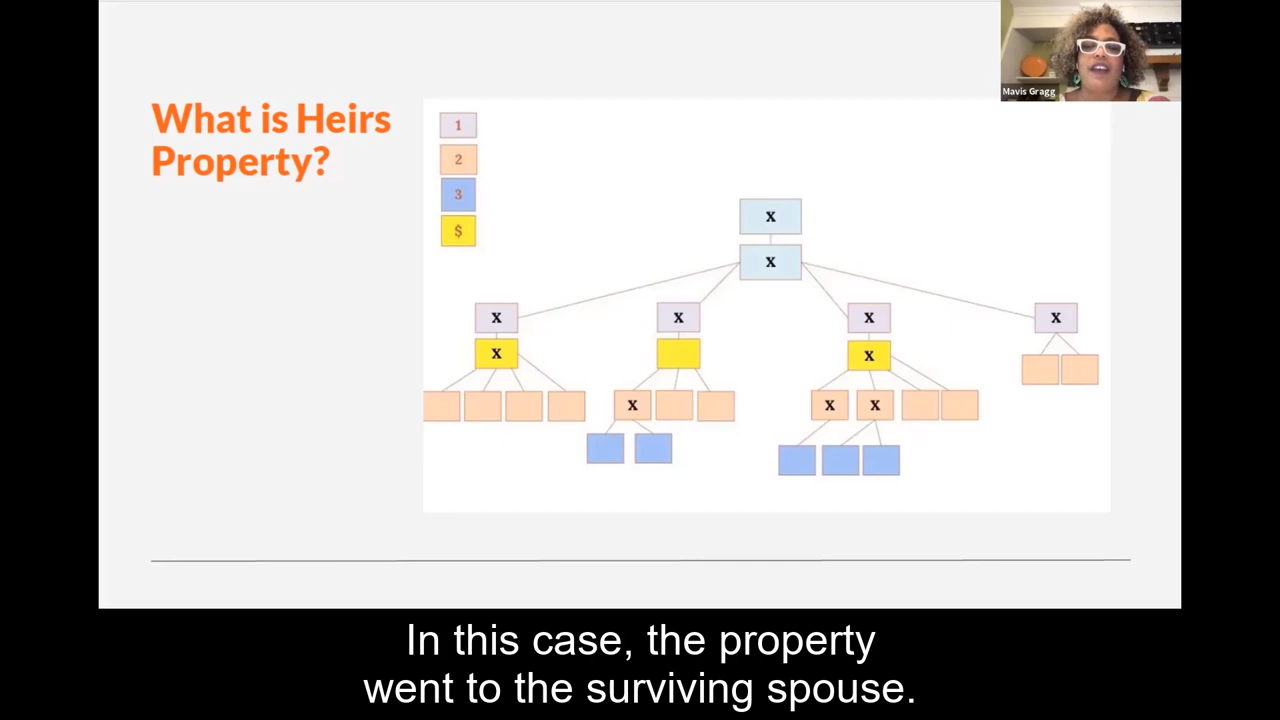 What is Heirs
Property?
Mavis Gragg
1
2
3
$
x
x
x x x x
x x
x x x
In this case, the property
went to the surviving spouse.